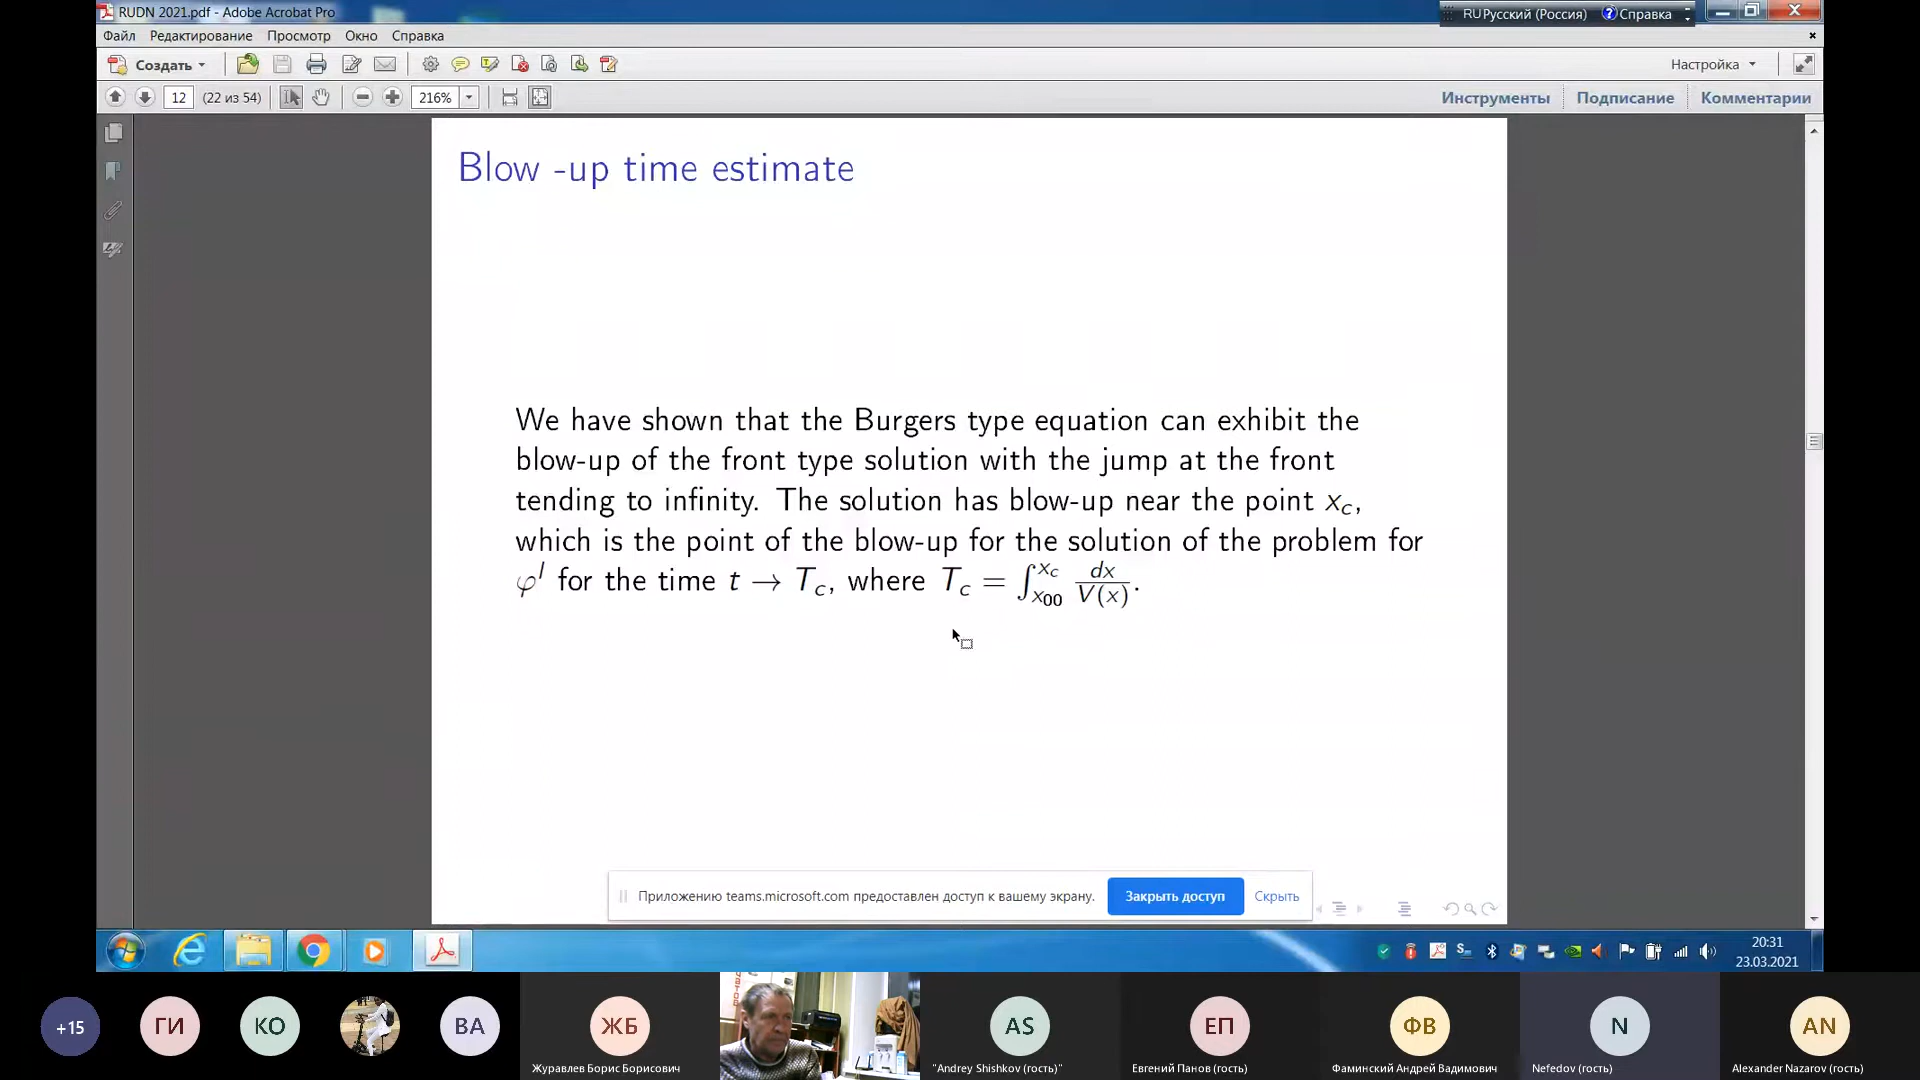 RUDN 2021.pdf - Adobe Acrobat Pro
RU Русский (Россия) Справка
Файл Редактирование Просмотр Окно Справка
Создать
Настройка
12 (22 из 54) 216%
Инструменты Подписание Комментарии
Blow -up time estimate
We have shown that the Burgers type equation can exhibit the
blow-up of the front type solution with the jump at the front
tending to infinity. The solution has blow-up near the point x_c,
which is the point of the blow-up for the solution of the problem for
φ^l for the time t → T_c, where T_c = ∫_{x_{00}}^{x_c} dx/V(x).
Приложению teams.microsoft.com предоставлен доступ к вашему экрану. Закрыть доступ Скрыть
20:31
23.03.2021
+15 ГИ КО ВА ЖБ AS ЕП ФВ N AN
Журавлев Борис Борисович "Andrey Shishkov (гость)" Евгений Панов (гость) Фаминский Андрей Вадимович Nefedov (гость) Alexander Nazarov (гость)